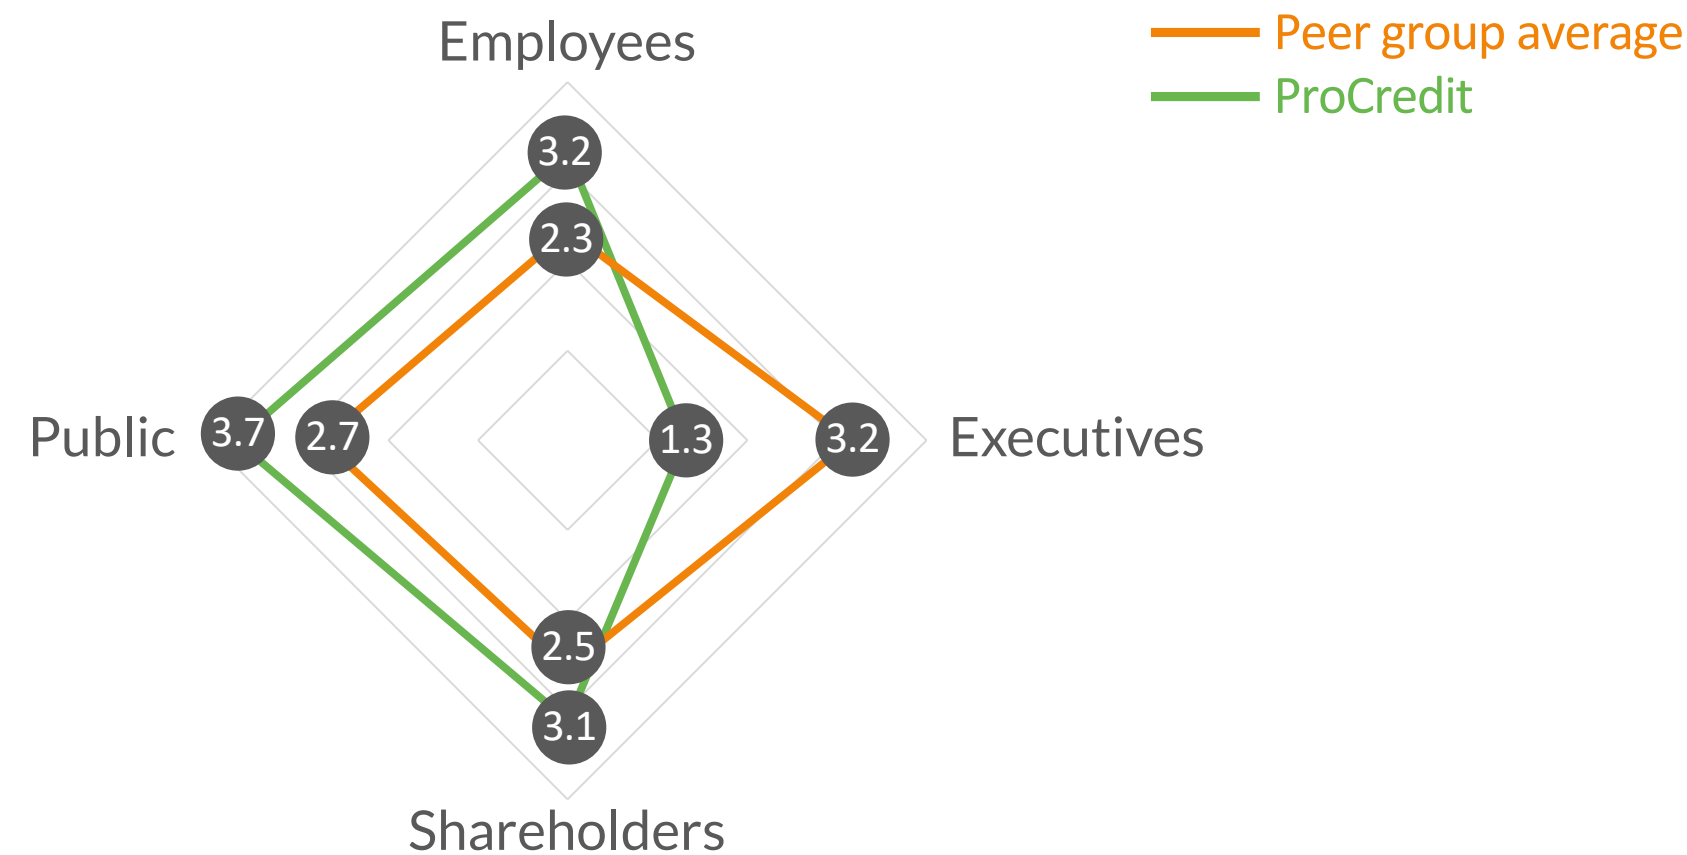 Employees
Peer group average
ProCredit
3.2
2.3
Public
3.7
2.7
1.3
3.2
Executives
2.5
3.1
Shareholders